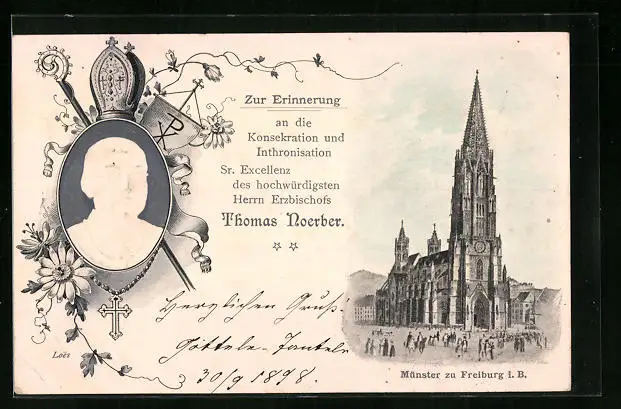 Zur Erinnerung
an die
Konsekration und
Inthronisation
Sr. Excellenz
des hochwürdigsten
Herrn Erzbischofs
Thomas Noerber.
Herzlichen Gruß!
30/9 1898.
Loës
Münster zu Freiburg i. B.